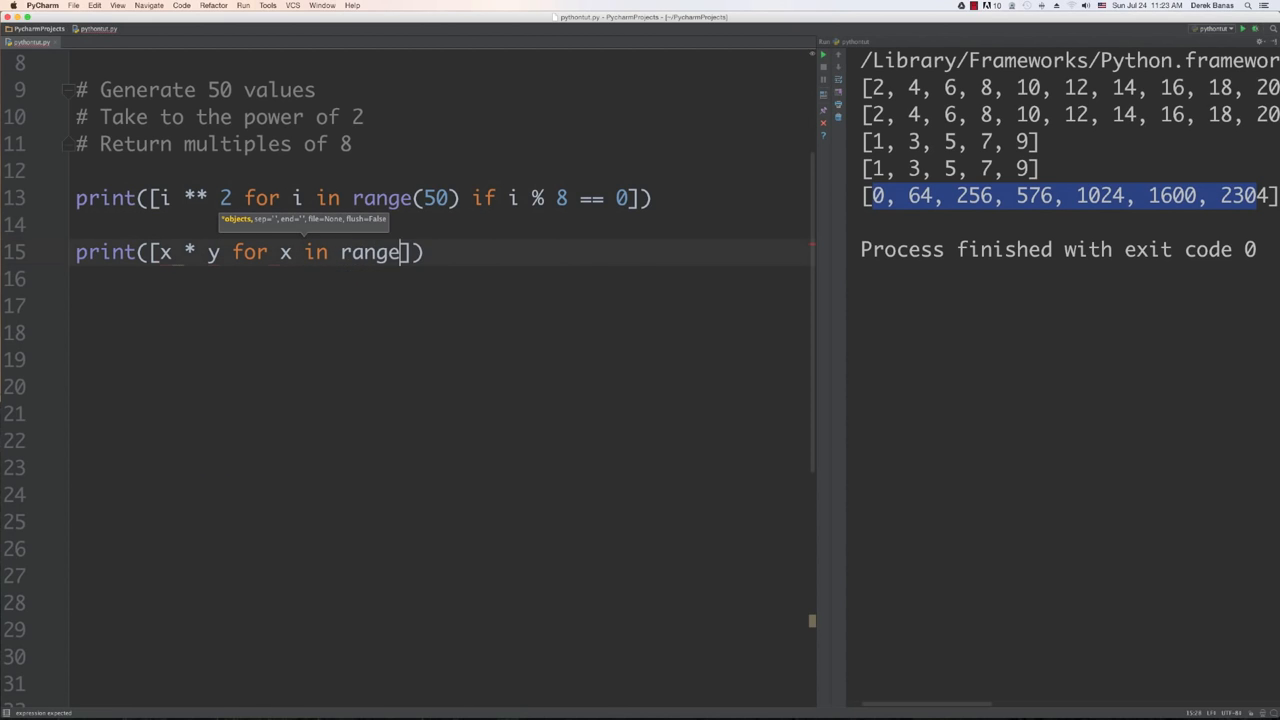 PyCharm File Edit View Navigate Code Refactor Run Tools VCS Window Help 10 Sun Jul 24 11:23 AM Derek Banas
pythontut.py - PyCharmProjects - [~/PycharmProjects]
PycharmProjects pythontut.py pythontut
pythontut.py
Run: pythontut
8
9 # Generate 50 values
10 # Take to the power of 2
11 # Return multiples of 8
12
13 print([i ** 2 for i in range(50) if i % 8 == 0])
14
*objects, sep=' ', end='', file=None, flush=False
15 print([x * y for x in range])
16
17
18
19
20
21
22
23
24
25
26
27
28
29
30
31
/Library/Frameworks/Python.framewor
[2, 4, 6, 8, 10, 12, 14, 16, 18, 20
[2, 4, 6, 8, 10, 12, 14, 16, 18, 20
[1, 3, 5, 7, 9]
[1, 3, 5, 7, 9]
[0, 64, 256, 576, 1024, 1600, 2304]
Process finished with exit code 0
expression expected
15:28 LF‡ UTF-8‡